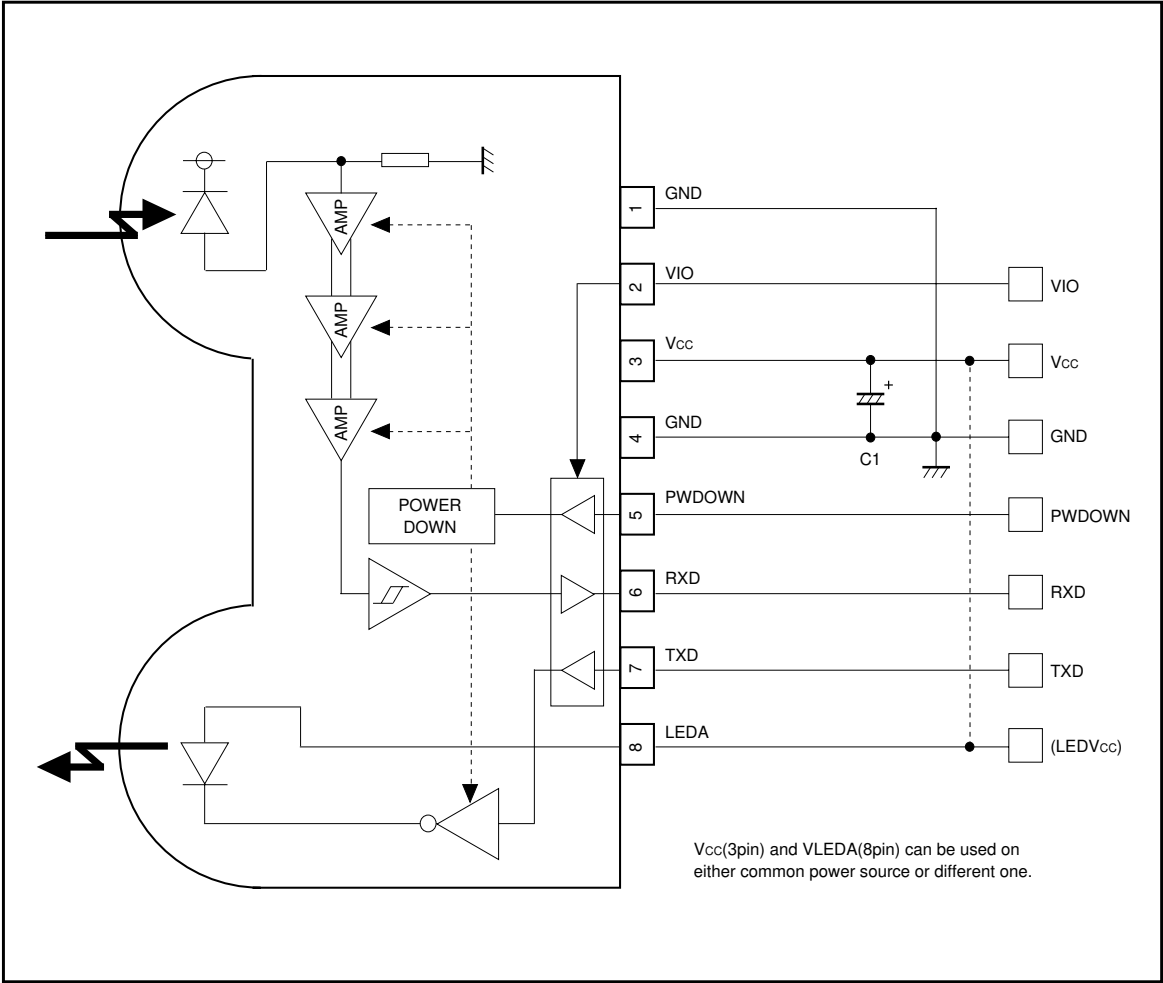 AMP
AMP
AMP
POWER
DOWN
1
GND
2
VIO
VIO
3
Vcc
Vcc
+
4
GND
C1
GND
5
PWDOWN
PWDOWN
6
RXD
RXD
7
TXD
TXD
8
LEDA
(LEDVcc)
Vcc(3pin) and VLEDA(8pin) can be used on
either common power source or different one.